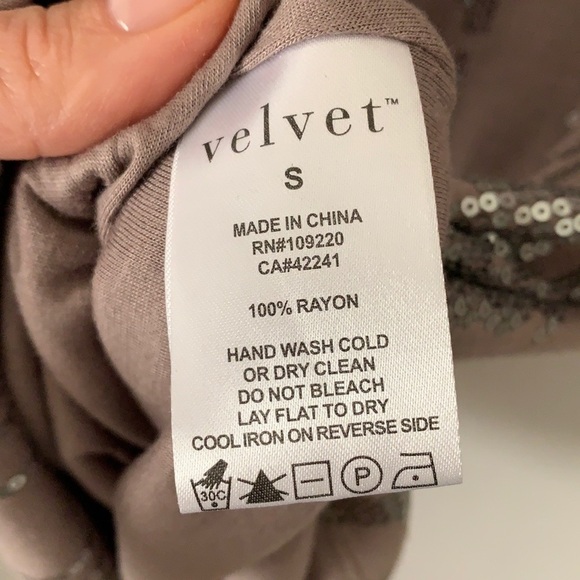 velvet™
S
MADE IN CHINA
RN#109220
CA#42241
100% RAYON
HAND WASH COLD
OR DRY CLEAN
DO NOT BLEACH
LAY FLAT TO DRY
COOL IRON ON REVERSE SIDE
30C P